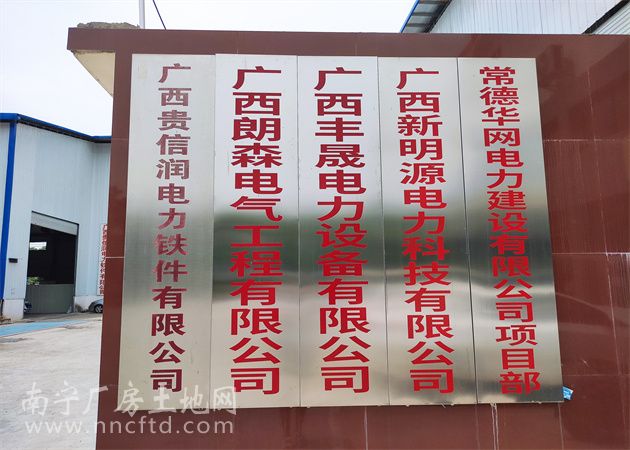 广西贵信润电力铁件有限公司
广西朗森电气工程有限公司
广西丰晟电力设备有限公司
广西新明源电力科技有限公司
常德华网电力建设有限公司项目部
南宁厂房土地网
www.nncftd.com